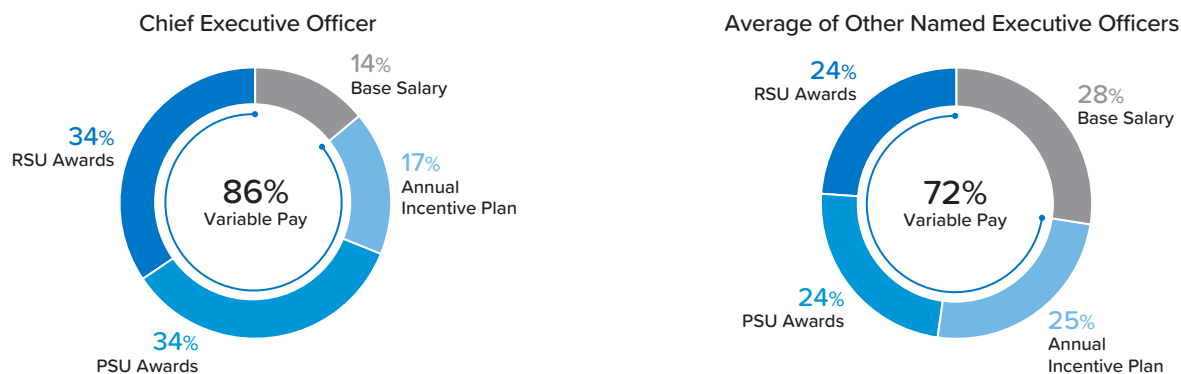 Chief Executive Officer
14%
Base Salary
34%
RSU Awards
17%
Annual
Incentive Plan
86%
Variable Pay
34%
PSU Awards
Average of Other Named Executive Officers
24%
RSU Awards
28%
Base Salary
72%
Variable Pay
24%
PSU Awards
25%
Annual
Incentive Plan